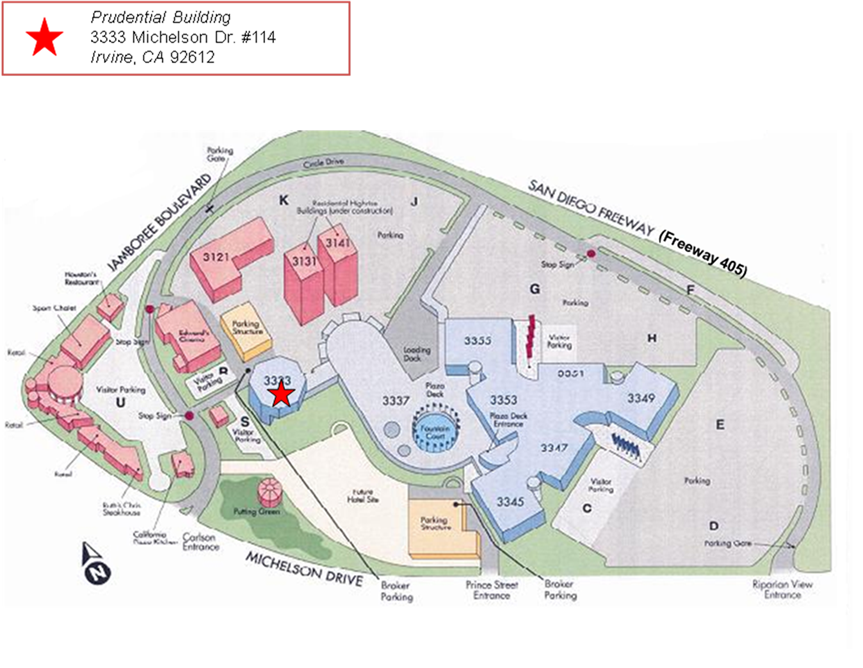 Prudential Building
3333 Michelson Dr. #114
Irvine, CA 92612
Parking
Gate
Circle Drive
JAMBOREE BOULEVARD
SAN DIEGO FREEWAY (Freeway 405)
K
J
Residential Highrise
Buildings (under construction)
3141
Parking
3121
3131
Stop Sign
F
Houston's
Restaurant
G
Parking
Sport Chalet
Edward's
Cinema
Parking
Structure
Stop Sign
H
Visitor
Parking
3355
Loading
Dock
Retail
Visitor
Parking
R
3333
3351
Visitor Parking
U
Plaza
Deck
3337
3353
Plaza Deck
Entrance
3349
Stop Sign
S
Visitor
Parking
Fountain
Court
E
Retail
3347
Retail
Visitor
Parking
C
Parking
Future
Hotel Site
3345
Ruth's Chris
Steakhouse
Putting Green
Parking
Structure
D
California
Kitchen
Carlson
Entrance
Parking Gate
N
MICHELSON DRIVE
Broker
Parking
Prince Street
Entrance
Broker
Parking
Riparian View
Entrance